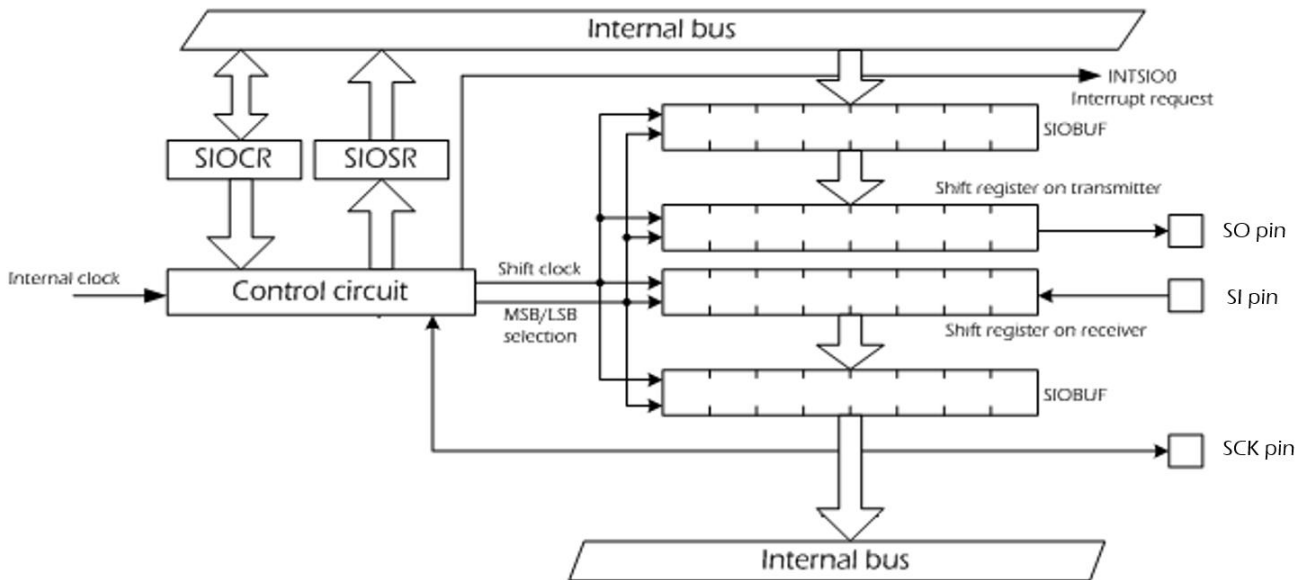 Internal bus
INTSIO0
Interrupt request
SIOBUF
SIOCR
SIOSR
Shift register on transmitter
SO pin
Internal clock
Control circuit
Shift clock
MSB/LSB
selection
SI pin
Shift register on receiver
SIOBUF
SCK pin
Internal bus